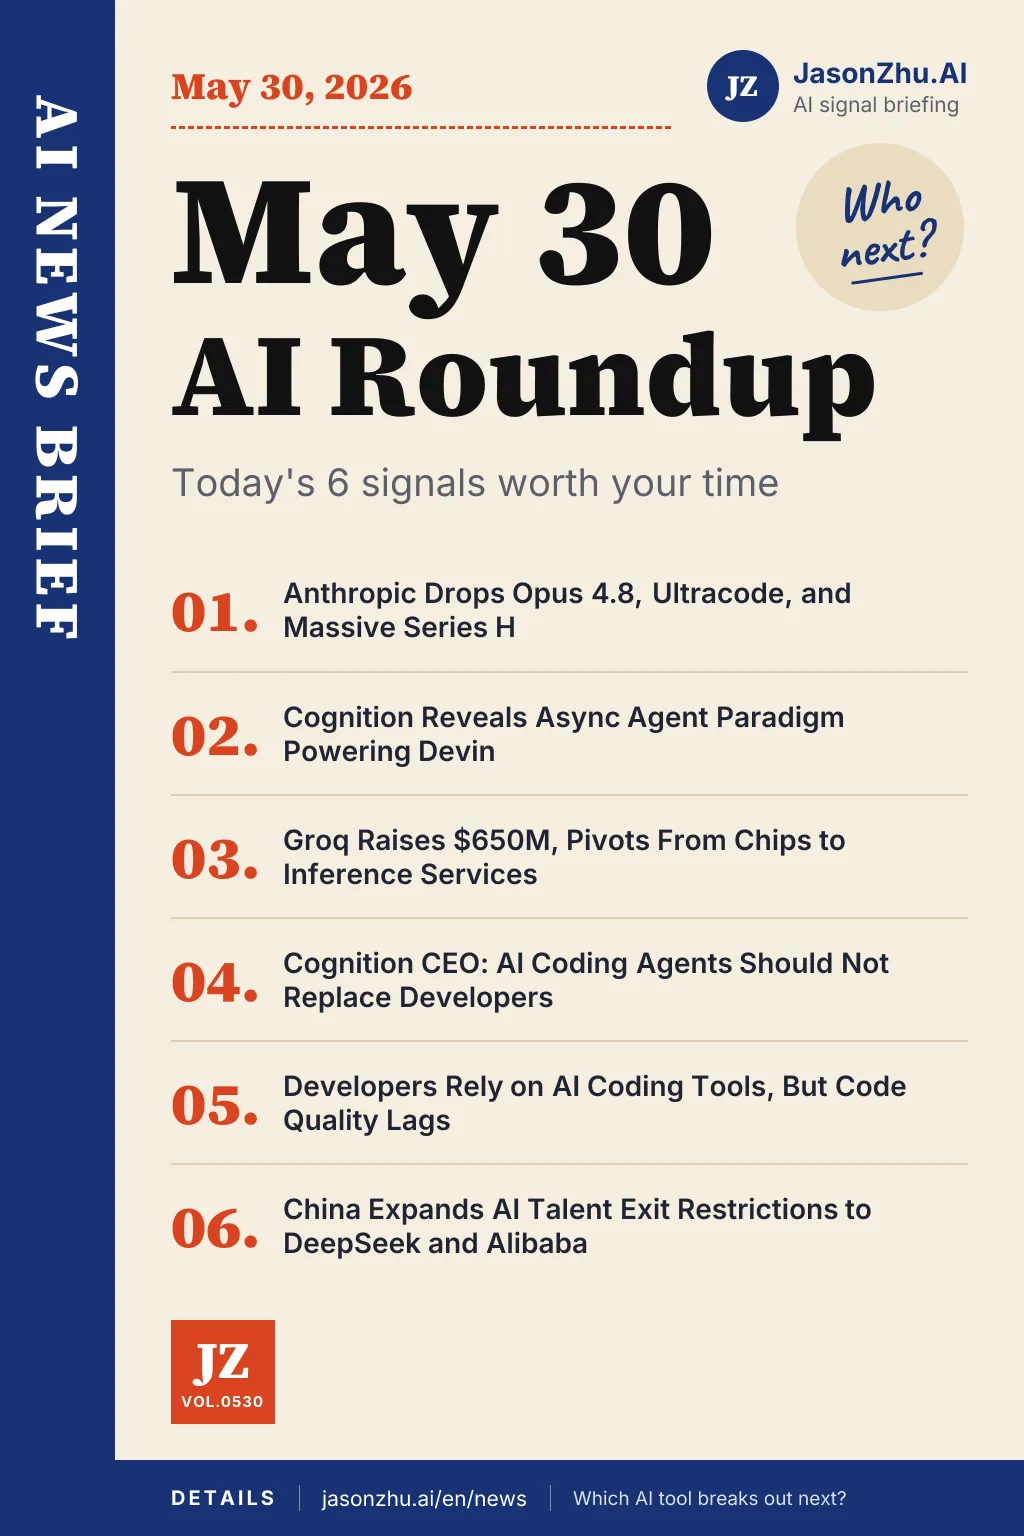 AI NEWS BRIEF
May 30, 2026
JZ
JasonZhu.AI
AI signal briefing
May 30
AI Roundup
Who
next?
Today's 6 signals worth your time
01.
Anthropic Drops Opus 4.8, Ultracode, and
Massive Series H
02.
Cognition Reveals Async Agent Paradigm
Powering Devin
03.
Groq Raises $650M, Pivots From Chips to
Inference Services
04.
Cognition CEO: AI Coding Agents Should Not
Replace Developers
05.
Developers Rely on AI Coding Tools, But Code
Quality Lags
06.
China Expands AI Talent Exit Restrictions to
DeepSeek and Alibaba
JZ
VOL.0530
DETAILS
jasonzhu.ai/en/news
Which AI tool breaks out next?